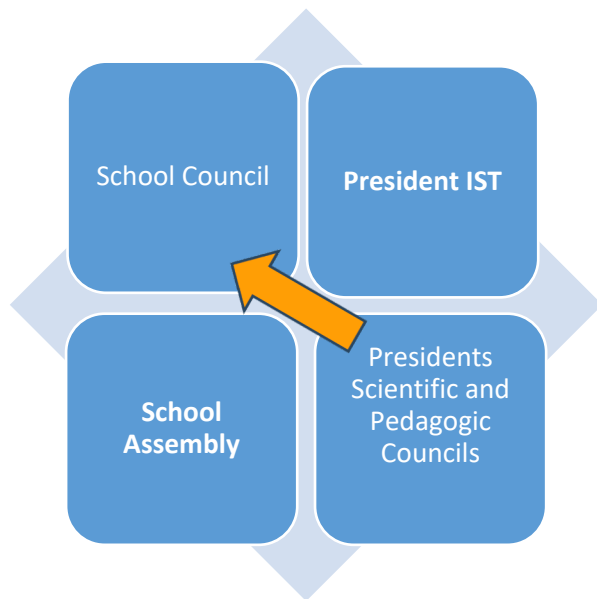 School Council
President IST
School
Assembly
Presidents
Scientific and
Pedagogic
Councils